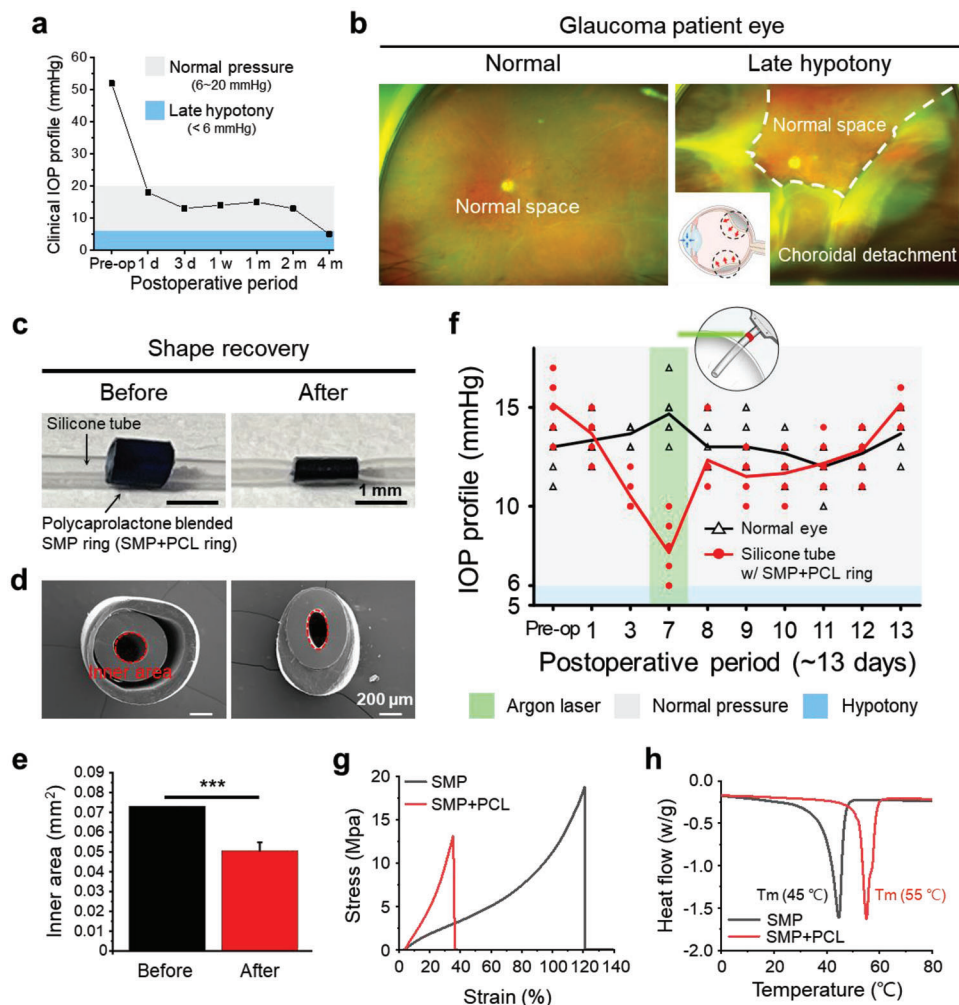 a
Clinical IOP profile (mmHg)
60
50
40
30
20
10
0
Normal pressure
(6~20 mmHg)
Late hypotony
(< 6 mmHg)
Pre-op 1 d 3 d 1 w 1 m 2 m 4 m
Postoperative period
b
Glaucoma patient eye
Normal
Late hypotony
Normal space
Normal space
Choroidal detachment
c
Shape recovery
Before
After
Silicone tube
1 mm
Polycaprolactone blended
SMP ring (SMP+PCL ring)
d
Inner area
200 µm
e
Inner area (mm²)
0.09
0.08
0.07
0.06
0.05
0.04
0.03
0.02
0.01
0.00
***
Before
After
f
IOP profile (mmHg)
15
10
6
5
Normal eye
Silicone tube
w/ SMP+PCL ring
Pre-op 1 3 7 8 9 10 11 12 13
Postoperative period (~13 days)
Argon laser
Normal pressure
Hypotony
g
Stress (Mpa)
20
15
10
5
0
SMP
SMP+PCL
0 20 40 60 80 100 120 140
Strain (%)
h
Heat flow (w/g)
0.0
-0.5
-1.0
-1.5
-2.0
Tm (45 ℃)
Tm (55 ℃)
SMP
SMP+PCL
0 20 40 60 80
Temperature (℃)